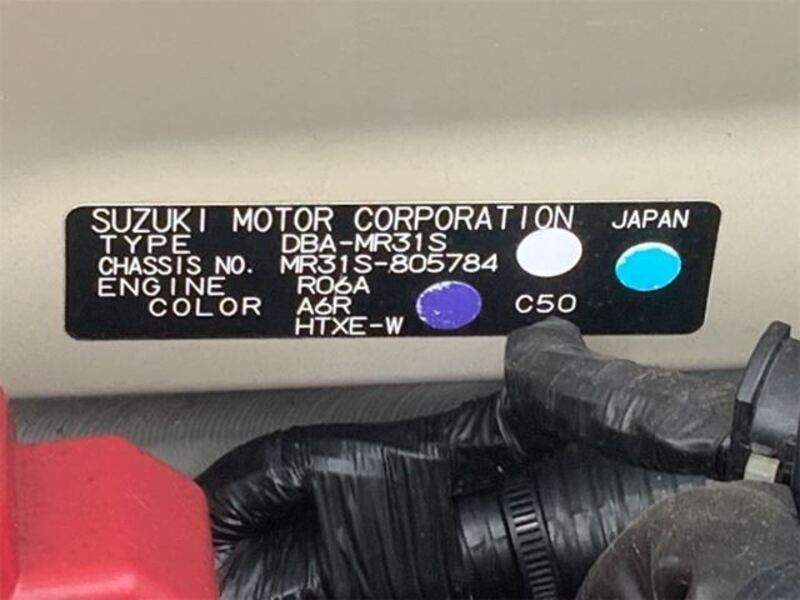 SUZUKI MOTOR CORPORATION JAPAN
TYPE DBA-MR31S
CHASSIS NO. MR31S-805784
ENGINE R06A
COLOR A6R C50
HTXE-W